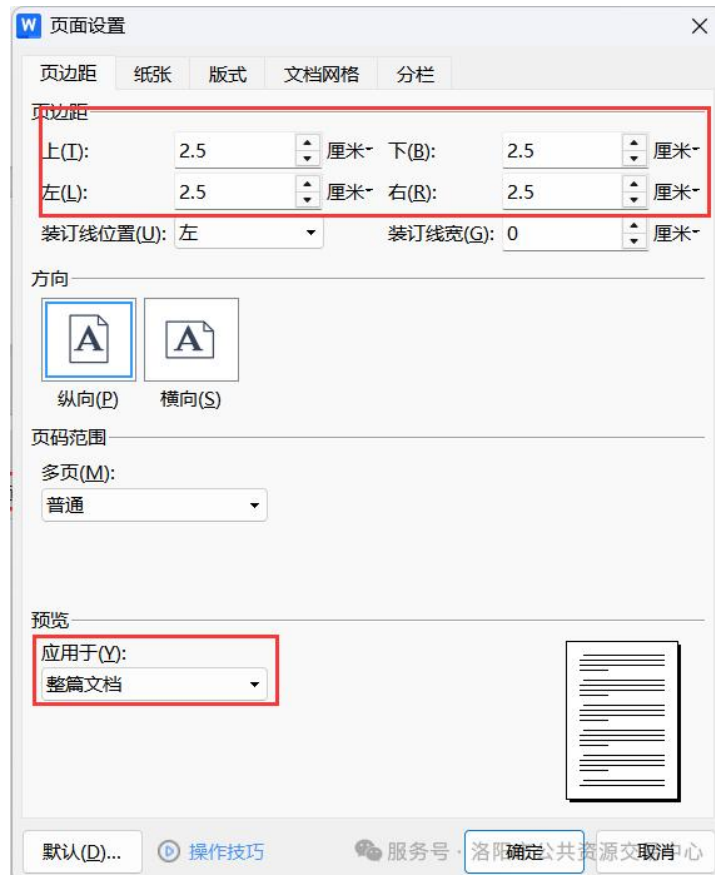 W 页面设置
页边距 纸张 版式 文档网格 分栏
页边距
上(T): 2.5 厘米 下(B): 2.5 厘米
左(L): 2.5 厘米 右(R): 2.5 厘米
装订线位置(U): 左 装订线宽(G): 0 厘米
方向
A A
纵向(P) 横向(S)
页码范围
多页(M):
普通
预览
应用于(Y):
整篇文档
默认(D)... 操作技巧 确定 取消
服务号 · 洛阳 公共资源交 中心